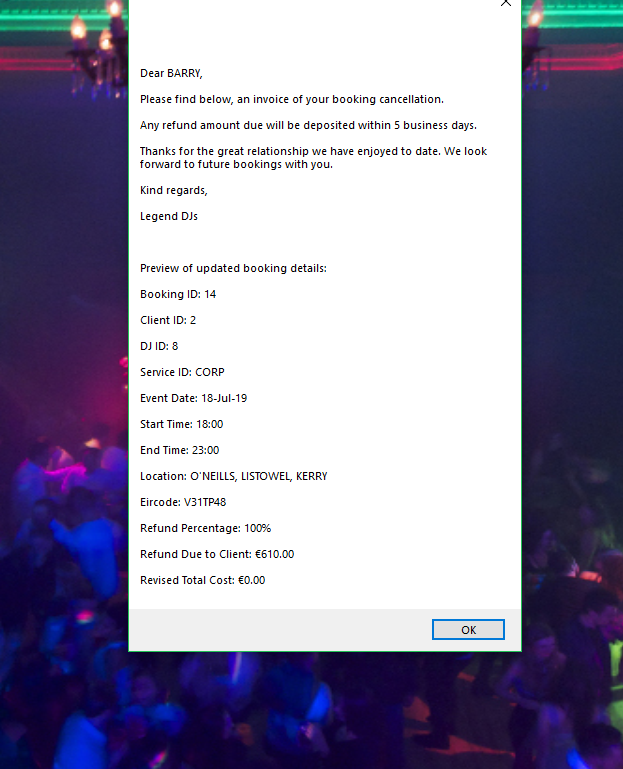 Dear BARRY,
Please find below, an invoice of your booking cancellation.
Any refund amount due will be deposited within 5 business days.
Thanks for the great relationship we have enjoyed to date. We look
forward to future bookings with you.
Kind regards,
Legend DJs
Preview of updated booking details:
Booking ID: 14
Client ID: 2
DJ ID: 8
Service ID: CORP
Event Date: 18-Jul-19
Start Time: 18:00
End Time: 23:00
Location: O'NEILLS, LISTOWEL, KERRY
Eircode: V31TP48
Refund Percentage: 100%
Refund Due to Client: €610.00
Revised Total Cost: €0.00
OK